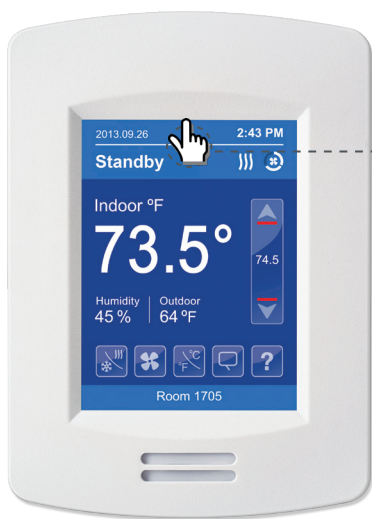 2013.09.26 2:43 PM
Standby
Indoor ºF
73.5°
74.5
Humidity Outdoor
45 % 64 ºF
°F °C ?
Room 1705